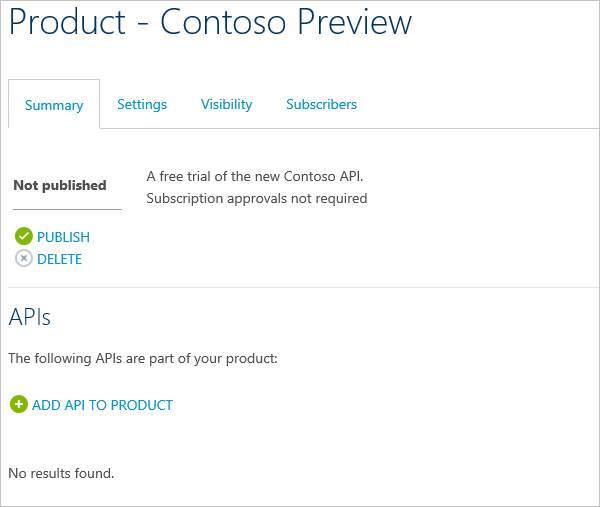 Product - Contoso Preview
Summary Settings Visibility Subscribers
Not published
A free trial of the new Contoso API.
Subscription approvals not required
PUBLISH
DELETE
APIs
The following APIs are part of your product:
ADD API TO PRODUCT
No results found.